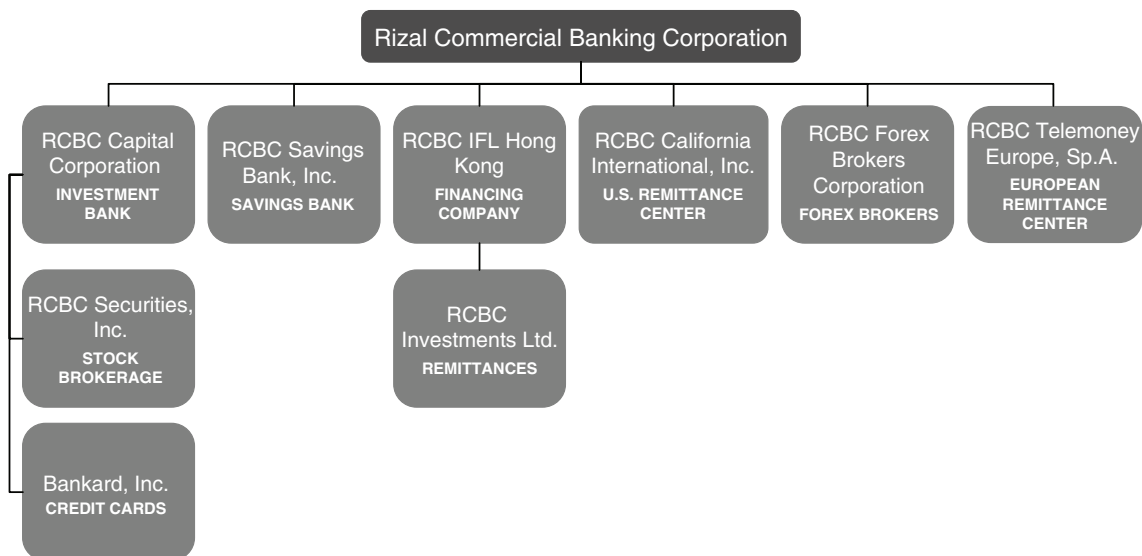 Rizal Commercial Banking Corporation
RCBC Capital
Corporation
INVESTMENT
BANK
RCBC Savings
Bank, Inc.
SAVINGS BANK
RCBC IFL Hong
Kong
FINANCING
COMPANY
RCBC California
International, Inc.
U.S. REMITTANCE
CENTER
RCBC Forex
Brokers
Corporation
FOREX BROKERS
RCBC Telemoney
Europe, Sp.A.
EUROPEAN
REMITTANCE
CENTER
RCBC Securities,
Inc.
STOCK
BROKERAGE
RCBC
Investments Ltd.
REMITTANCES
Bankard, Inc.
CREDIT CARDS